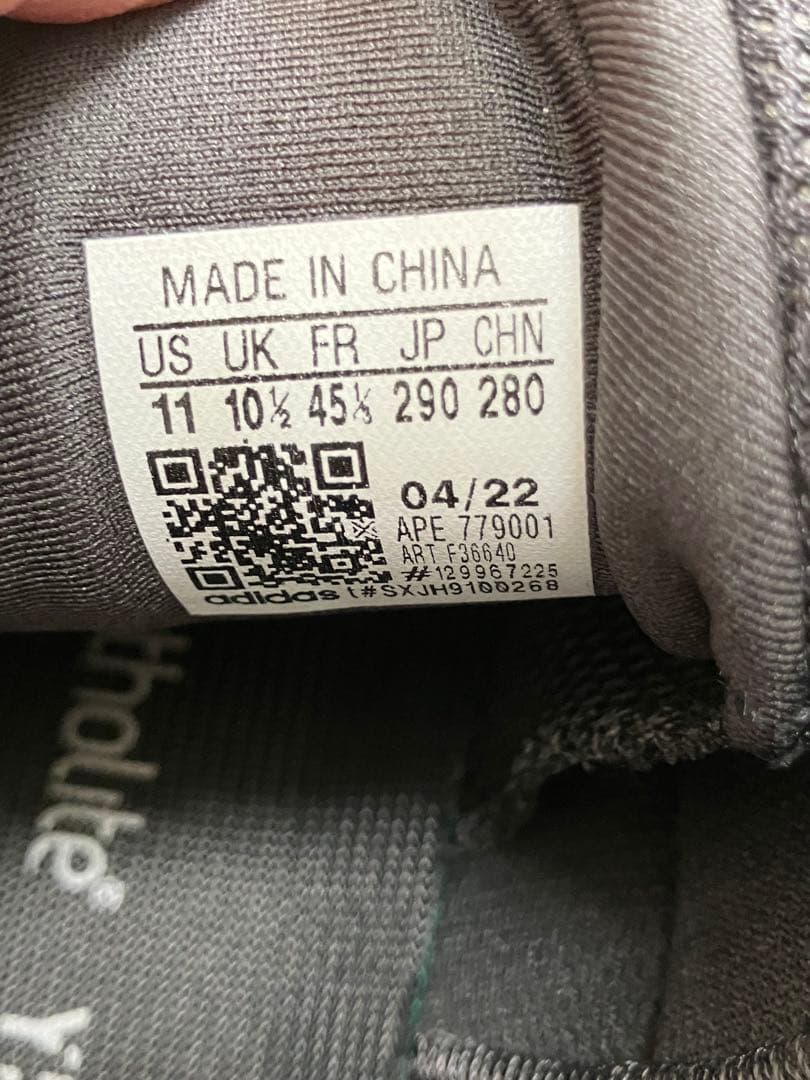 MADE IN CHINA
US UK FR JP CHN
11 10½ 45⅓ 290 280
04/22
APE 779001
ART F36640
#129967225
adidas t#SXJH9100268